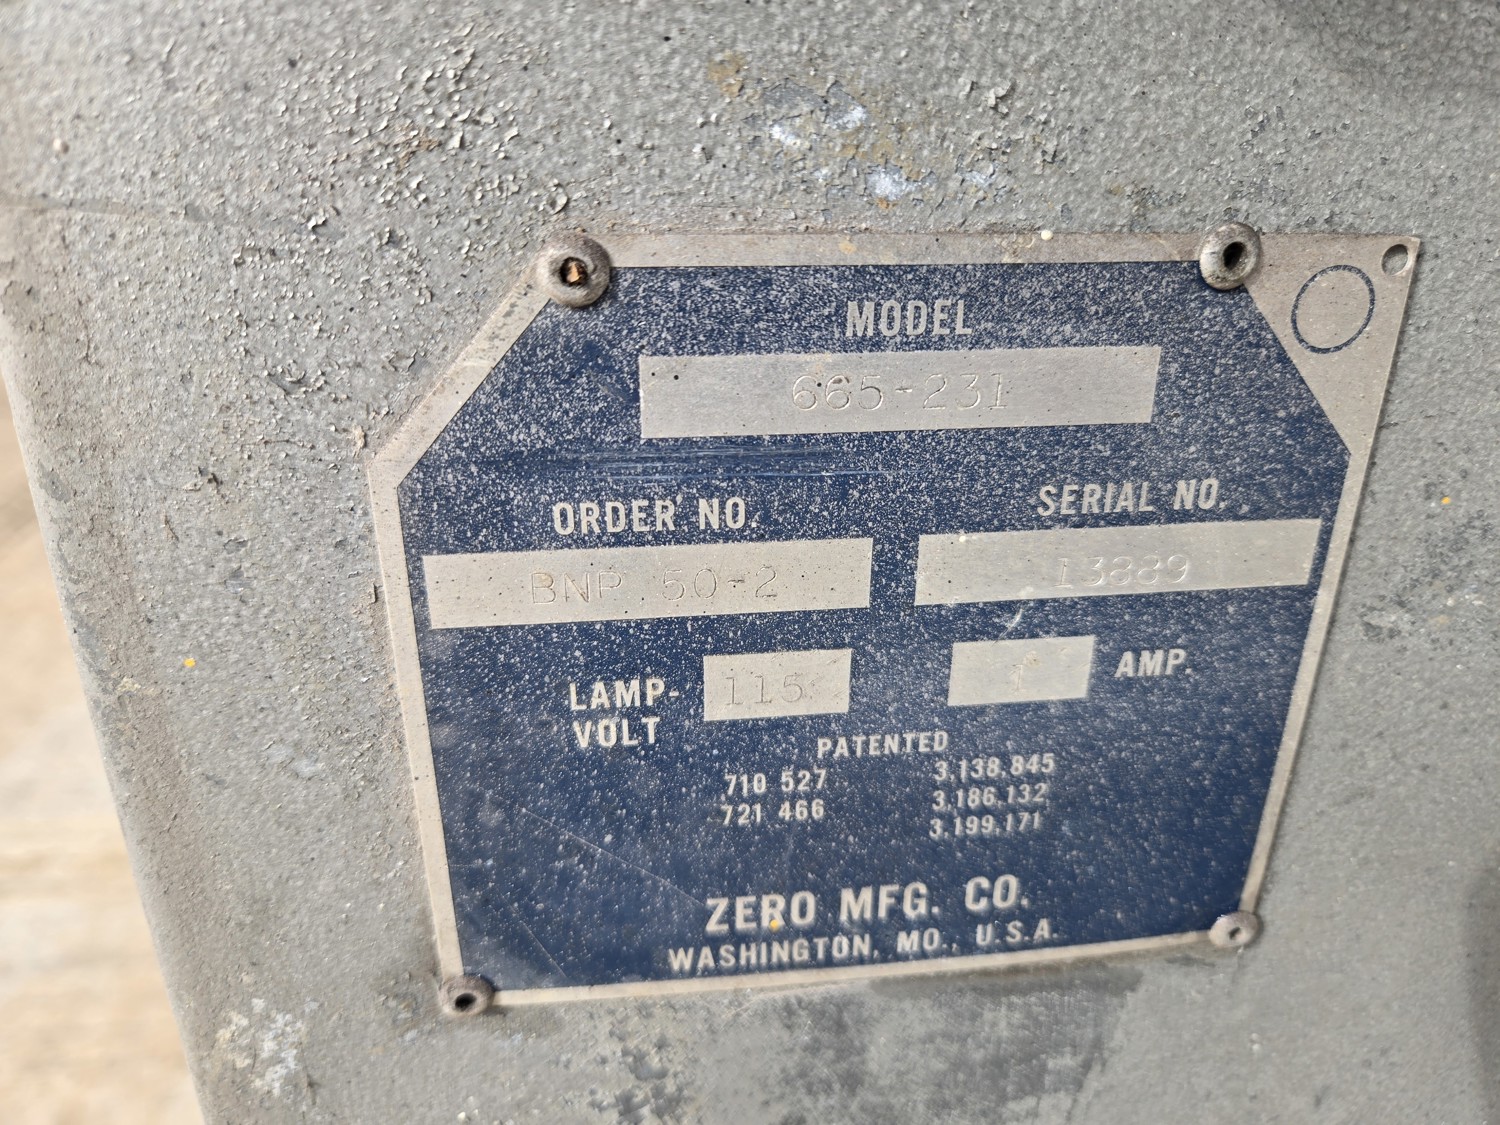 MODEL
665-231
ORDER NO. SERIAL NO.
BNP 50-2 13889
LAMP-
VOLT 115 1 AMP.
PATENTED
710 527 3,138,845
721 466 3,186,132
3,199,171
ZERO MFG. CO.
WASHINGTON, MO., U.S.A.